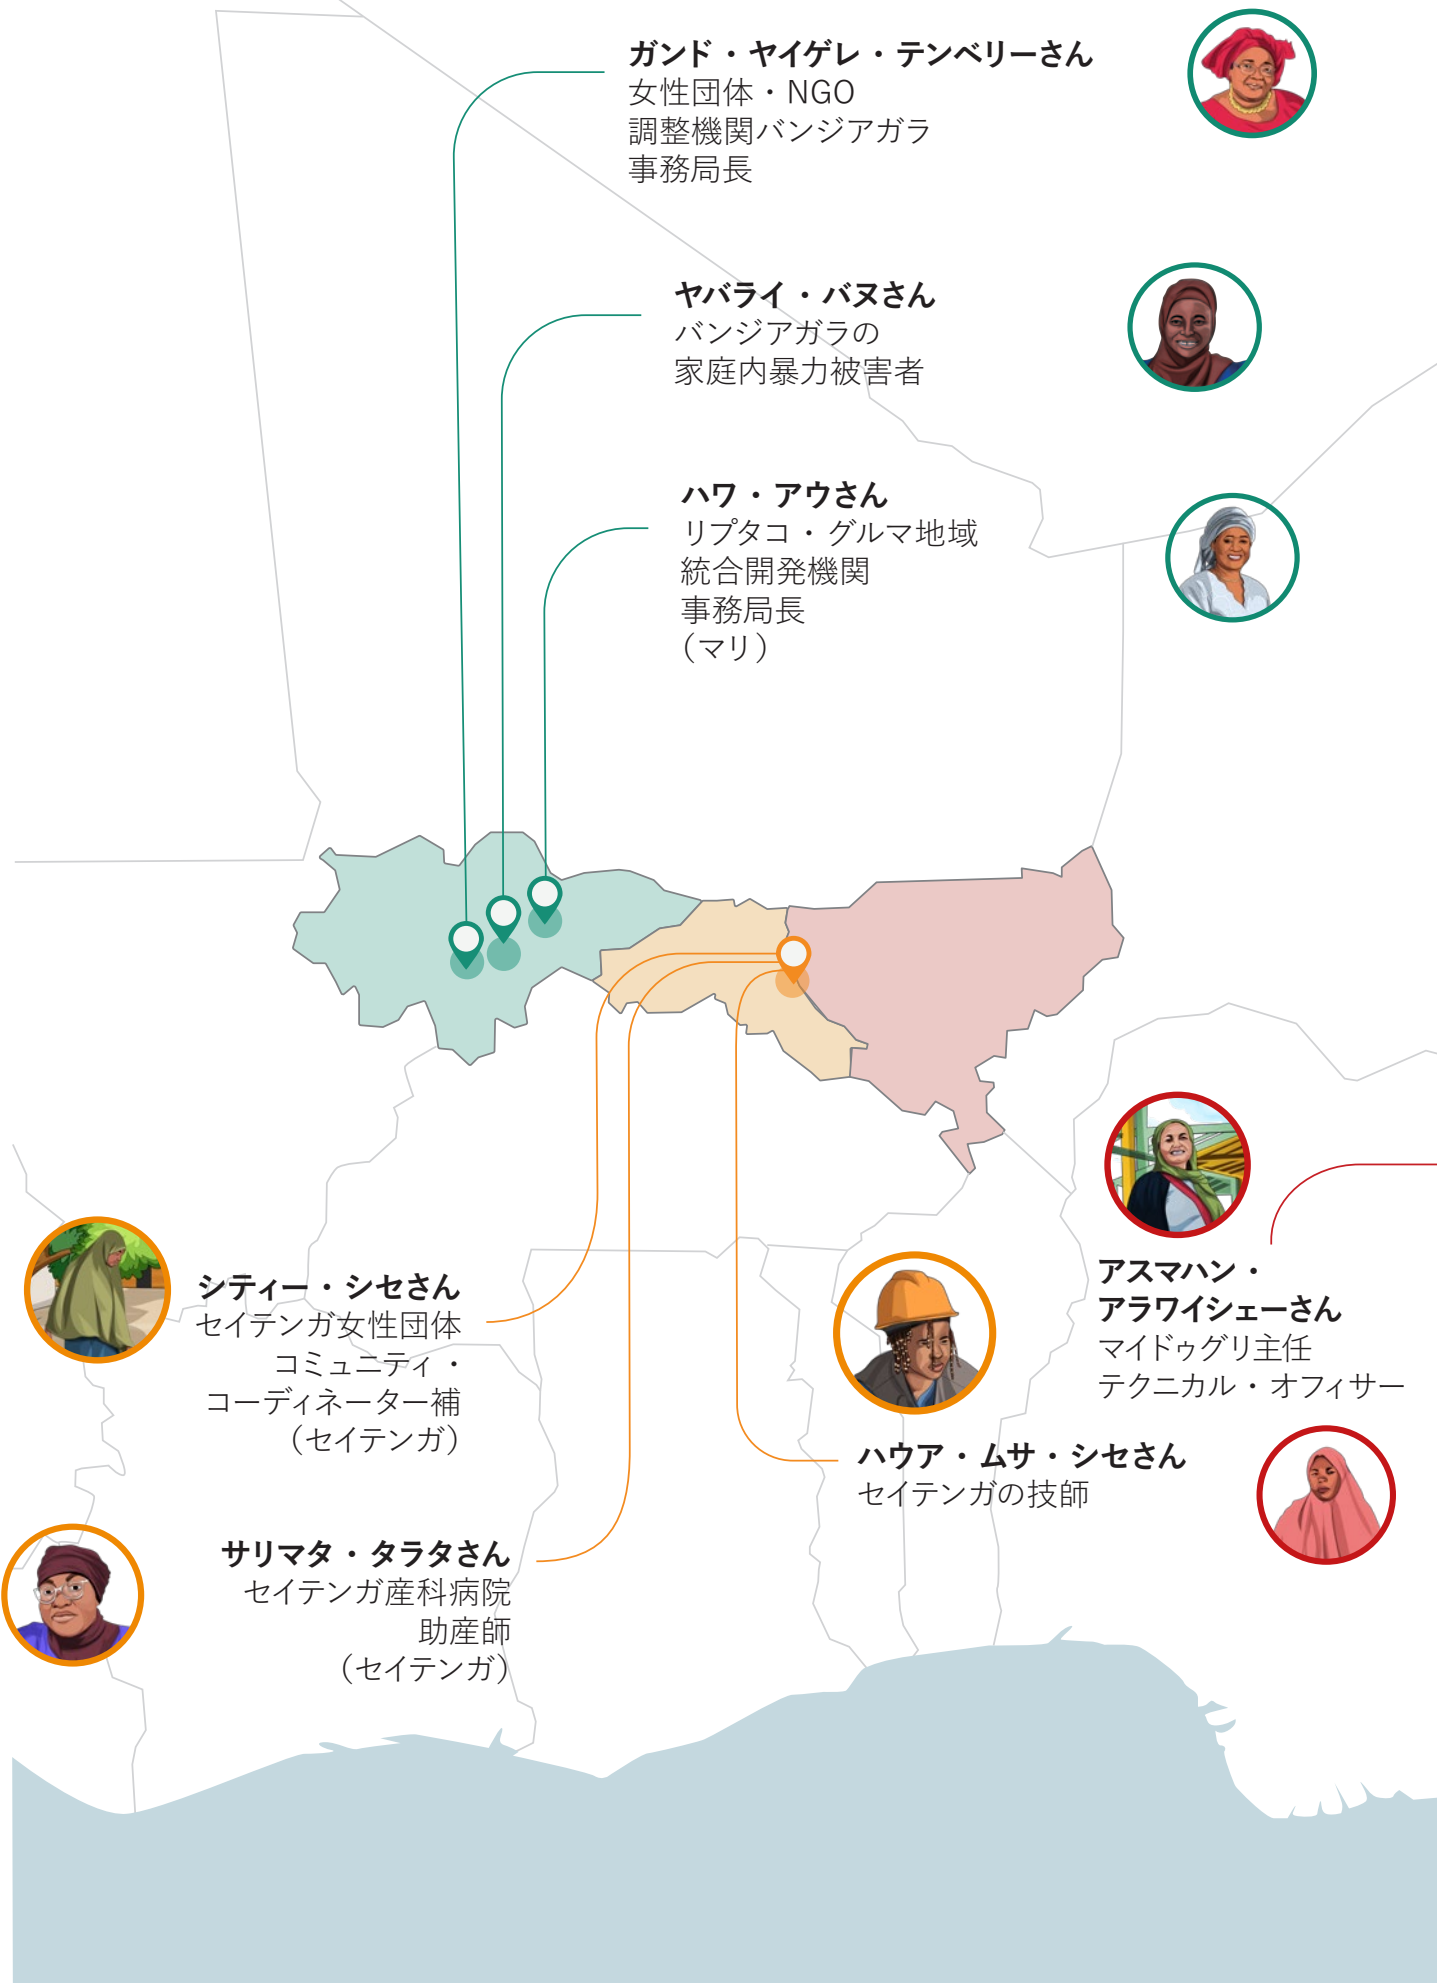 ガンド・ヤイゲレ・テンベリーさん
女性団体・NGO
調整機関バンジアガラ
事務局長
ヤバライ・バヌさん
バンジアガラの
家庭内暴力被害者
ハワ・アウさん
リプタコ・グルマ地域
統合開発機関
事務局長
（マリ）
シティー・シセさん
セイテンガ女性団体
コミュニティ・
コーディネーター補
（セイテンガ）
アスマハン・
アラワイシェーさん
マイドゥグリ主任
テクニカル・オフィサー
ハウア・ムサ・シセさん
セイテンガの技師
サリマタ・タラタさん
セイテンガ産科病院
助産師
（セイテンガ）